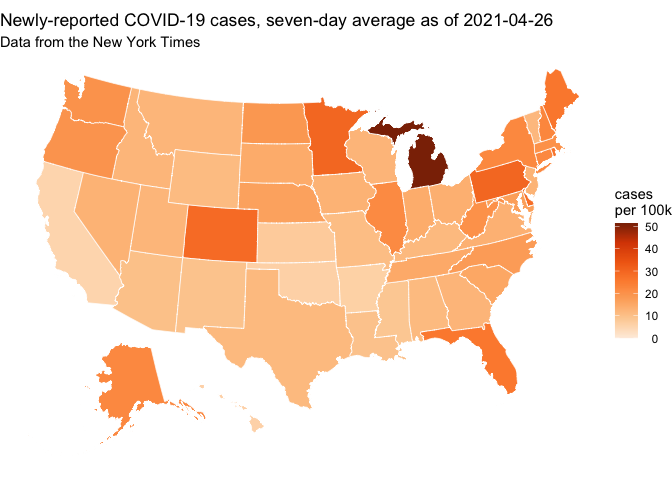 Newly-reported COVID-19 cases, seven-day average as of 2021-04-26
Data from the New York Times
cases
per 100k
50
40
30
20
10
0